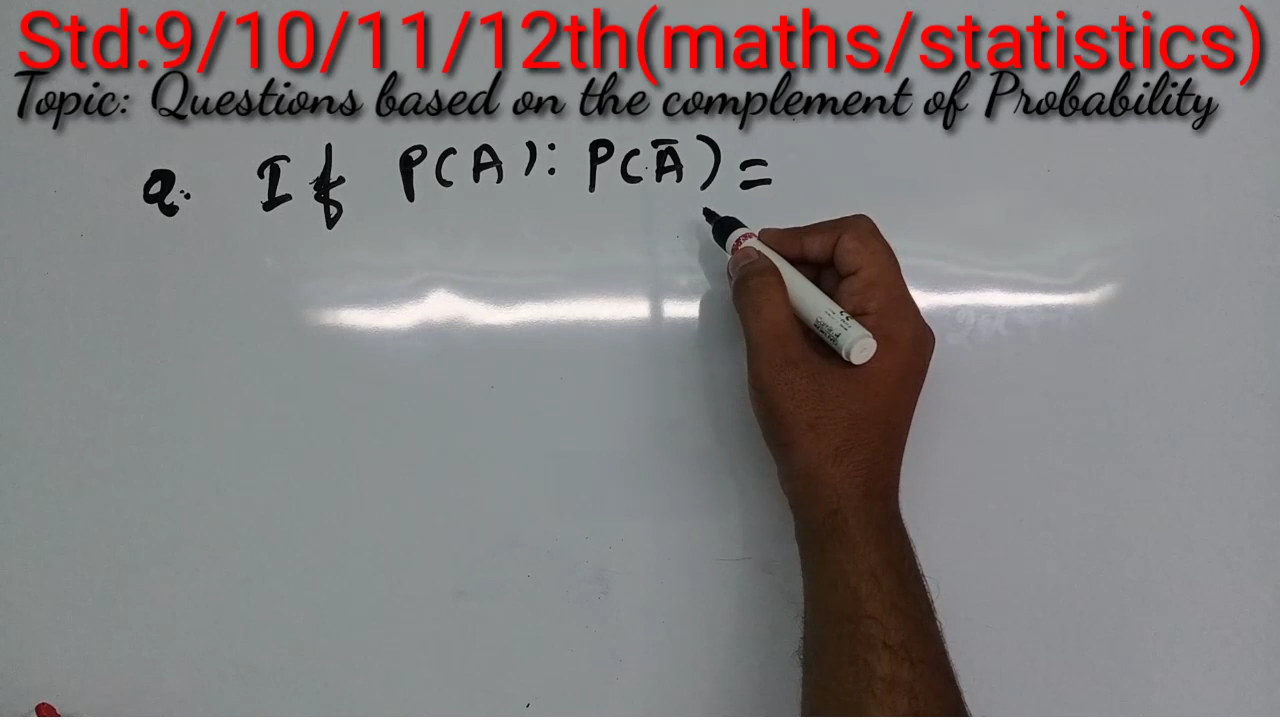 Std:9/10/11/12th(maths/statistics)
Topic: Questions based on the complement of Probability
Q. If P(A): P(Ā) =